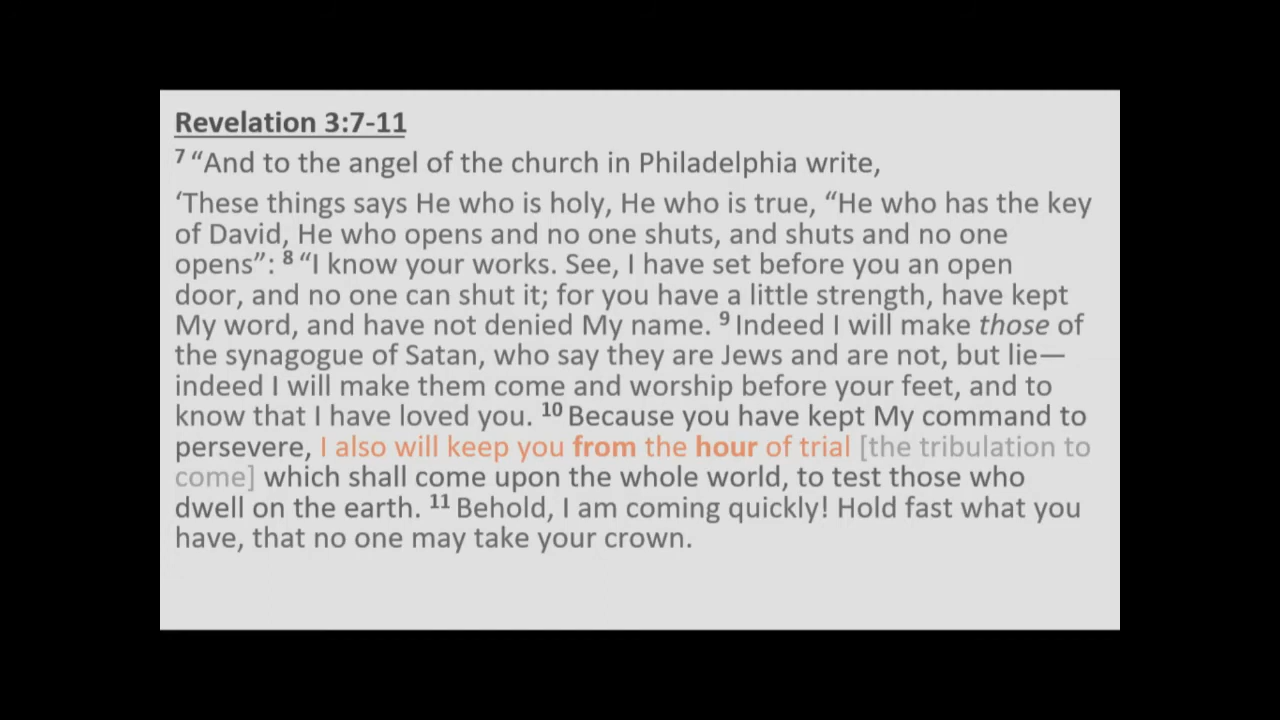 Revelation 3:7-11
7 “And to the angel of the church in Philadelphia write,
‘These things says He who is holy, He who is true, “He who has the key
of David, He who opens and no one shuts, and shuts and no one
opens”: 8 “I know your works. See, I have set before you an open
door, and no one can shut it; for you have a little strength, have kept
My word, and have not denied My name. 9 Indeed I will make those of
the synagogue of Satan, who say they are Jews and are not, but lie—
indeed I will make them come and worship before your feet, and to
know that I have loved you. 10 Because you have kept My command to
persevere, I also will keep you from the hour of trial [the tribulation to
come] which shall come upon the whole world, to test those who
dwell on the earth. 11 Behold, I am coming quickly! Hold fast what you
have, that no one may take your crown.